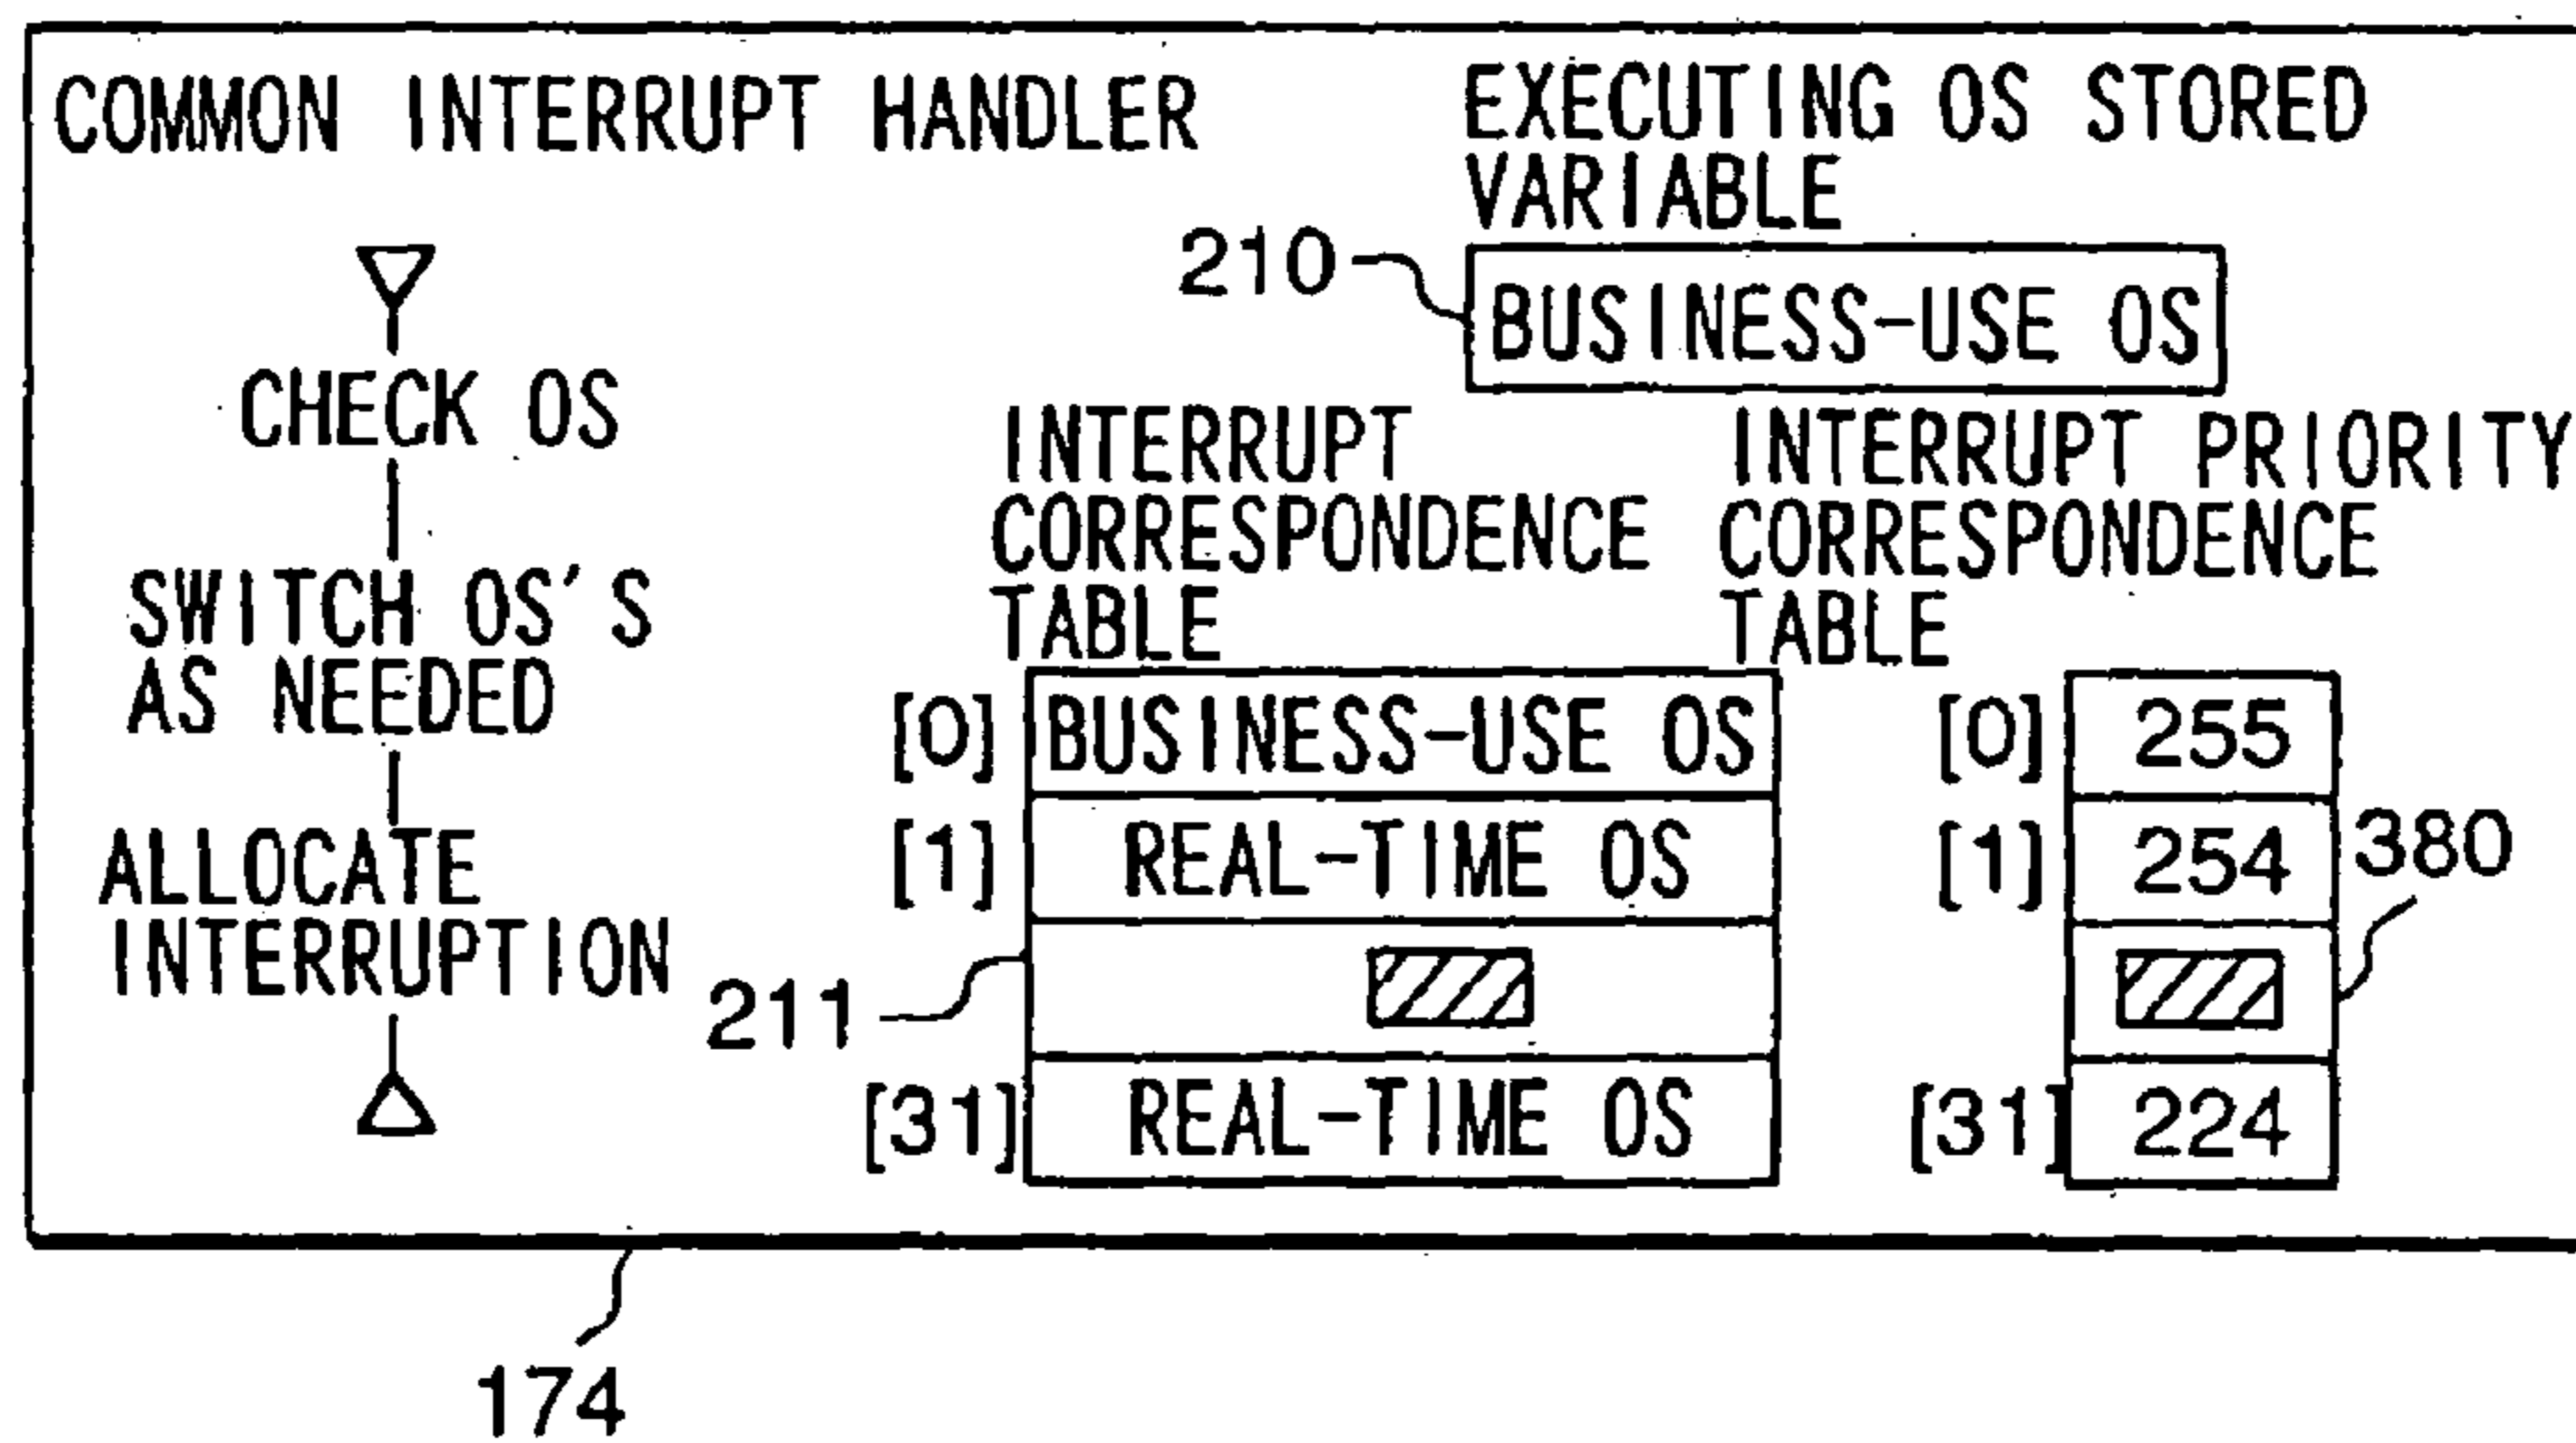 COMMON INTERRUPT HANDLER
CHECK OS
SWITCH OS'S
AS NEEDED
ALLOCATE
INTERRUPTION
EXECUTING OS STORED
VARIABLE
210
BUSINESS-USE OS
INTERRUPT
CORRESPONDENCE
TABLE
[0] BUSINESS-USE OS
[1] REAL-TIME OS
211
[31] REAL-TIME OS
INTERRUPT PRIORITY
CORRESPONDENCE
TABLE
[0] 255
[1] 254
380
[31] 224
174